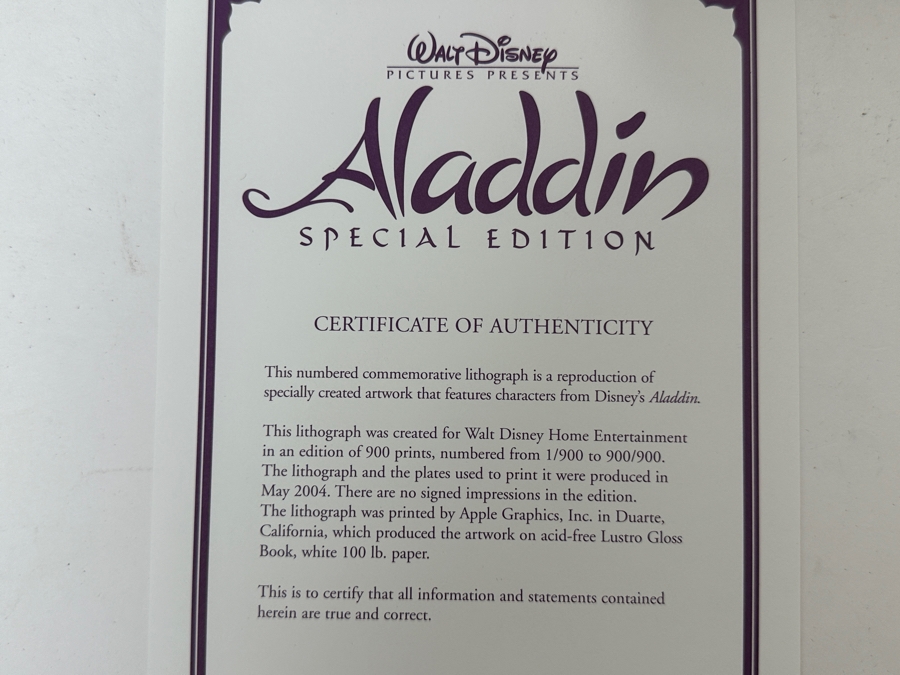 Walt Disney
PICTURES PRESENTS
Aladdin
SPECIAL EDITION
CERTIFICATE OF AUTHENTICITY
This numbered commemorative lithograph is a reproduction of
specially created artwork that features characters from Disney's Aladdin.
This lithograph was created for Walt Disney Home Entertainment
in an edition of 900 prints, numbered from 1/900 to 900/900.
The lithograph and the plates used to print it were produced in
May 2004. There are no signed impressions in the edition.
The lithograph was printed by Apple Graphics, Inc. in Duarte,
California, which produced the artwork on acid-free Lustro Gloss
Book, white 100 lb. paper.
This is to certify that all information and statements contained
herein are true and correct.